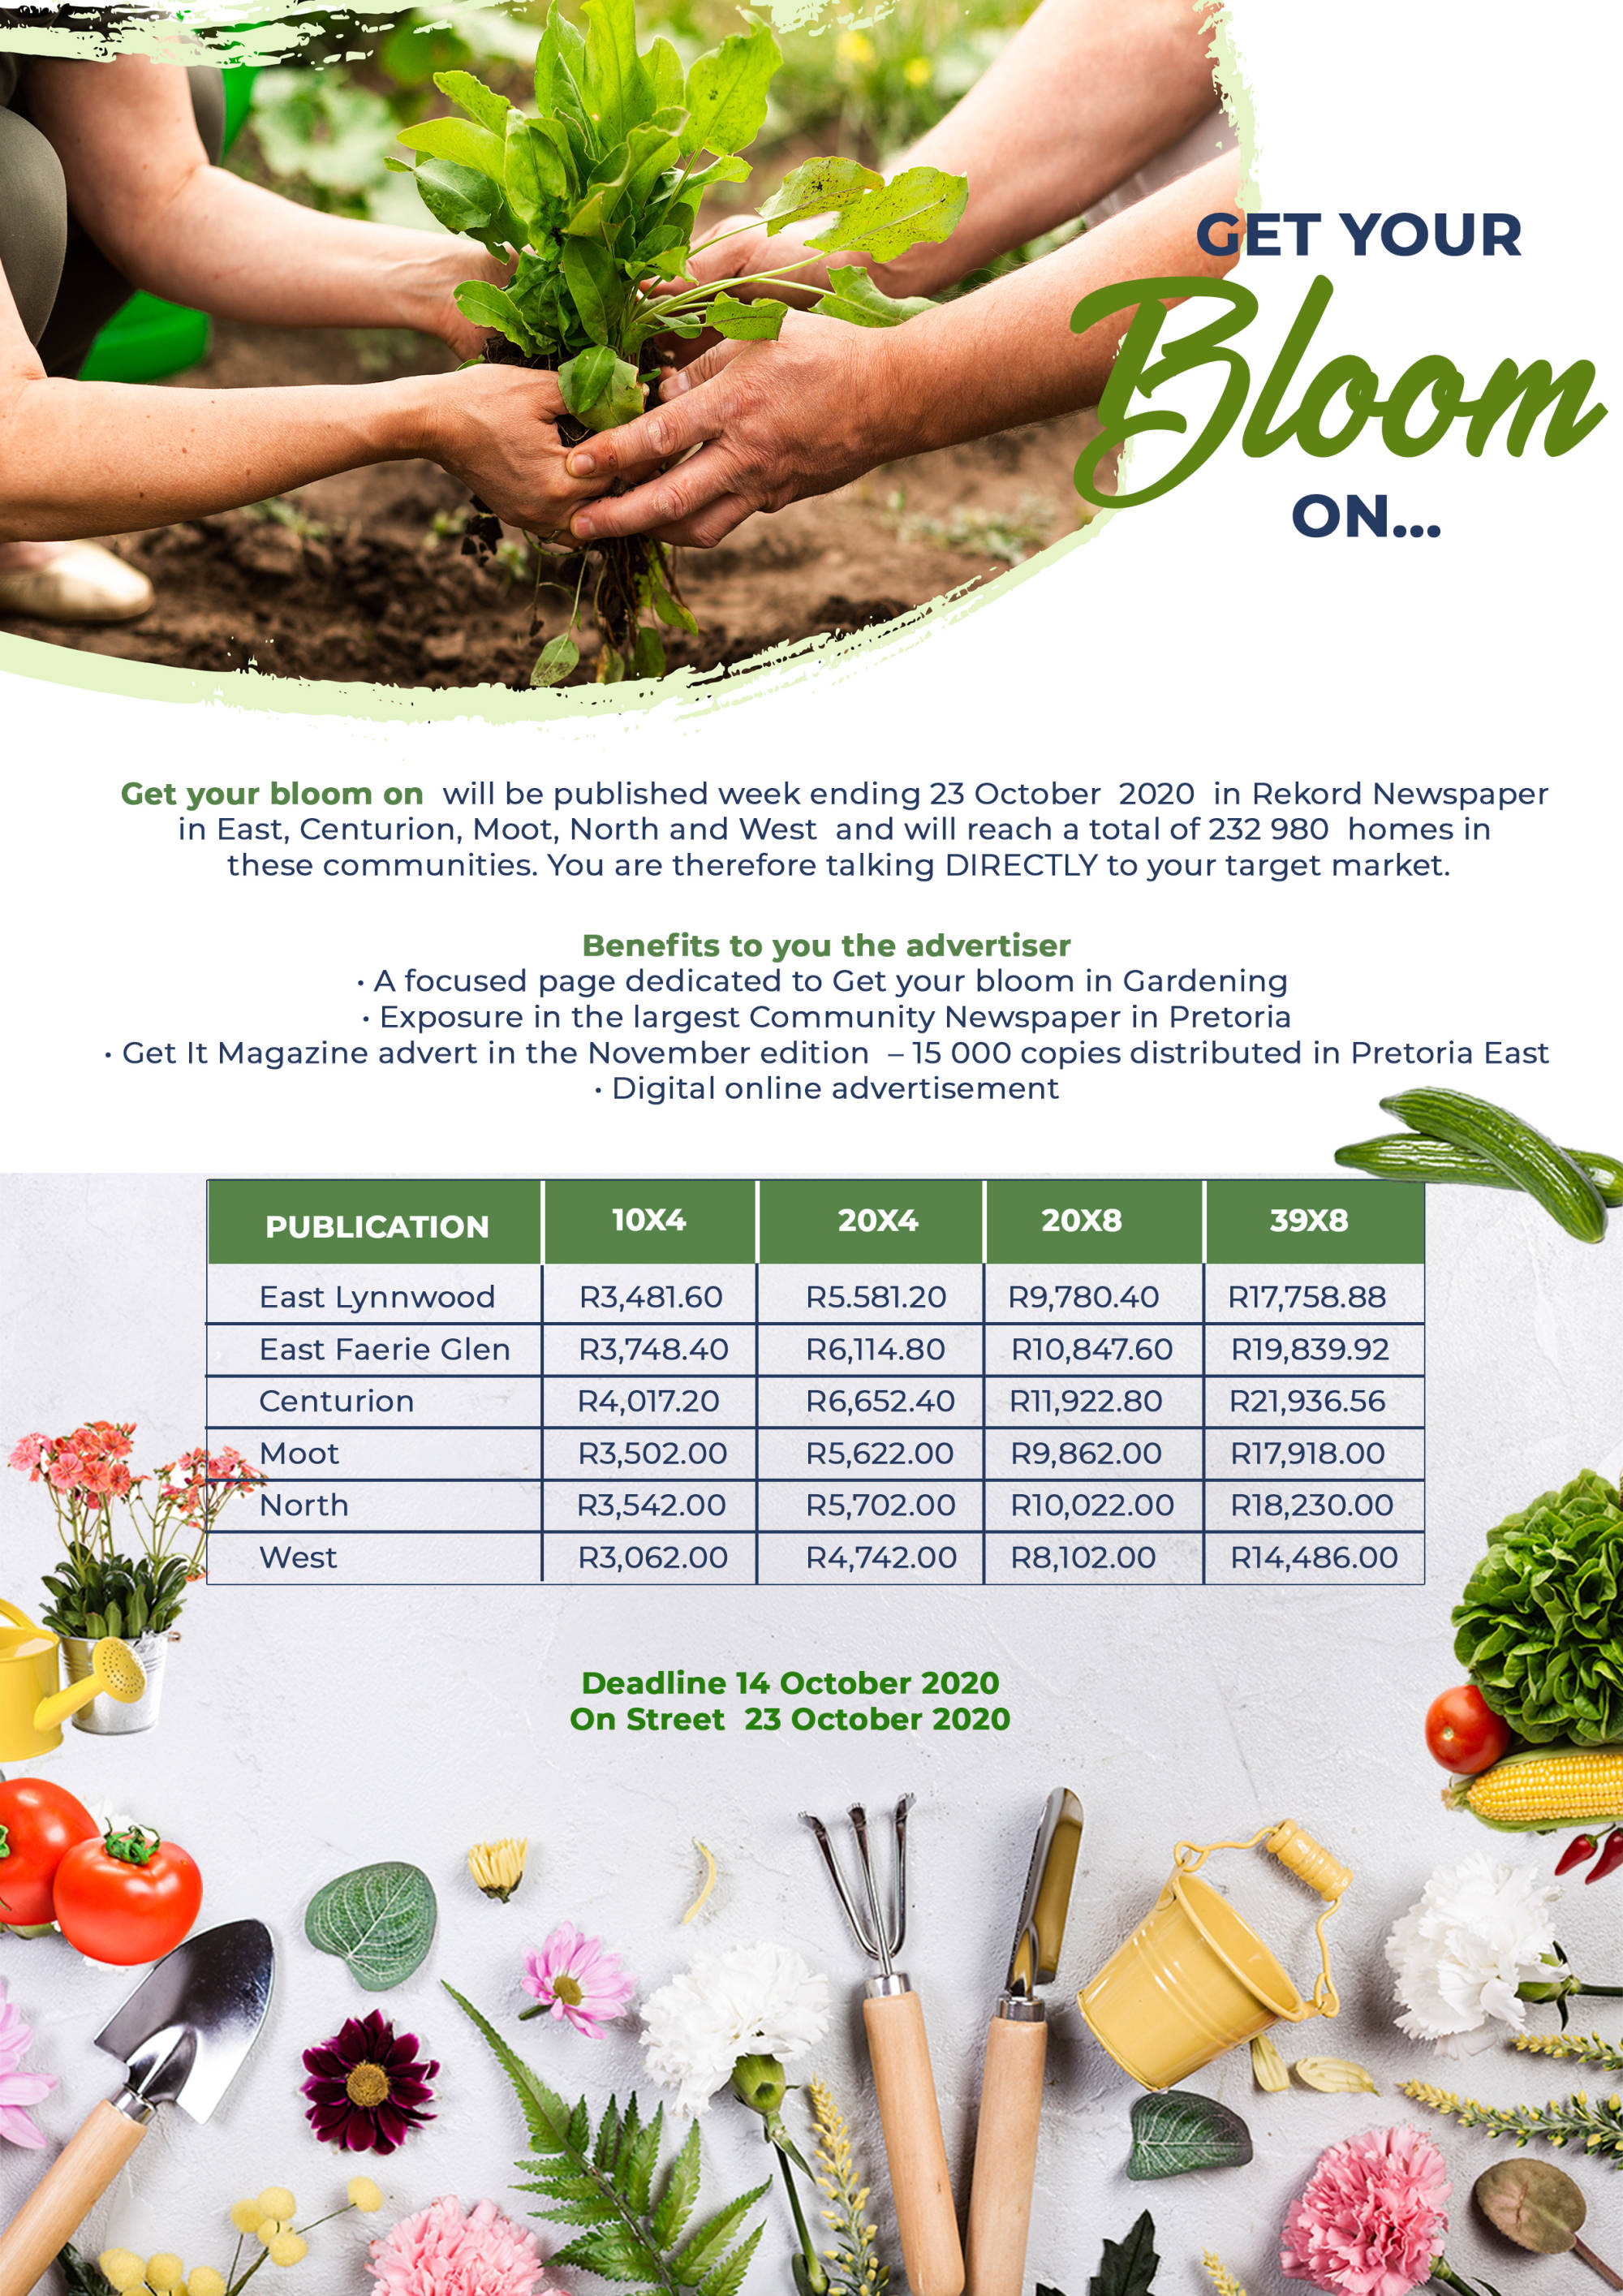 GET YOUR
Bloom
ON...
Get your bloom on will be published week ending 23 October 2020 in Rekord Newspaper
in East, Centurion, Moot, North and West and will reach a total of 232 980 homes in
these communities. You are therefore talking DIRECTLY to your target market.
Benefits to you the advertiser
· A focused page dedicated to Get your bloom in Gardening
· Exposure in the largest Community Newspaper in Pretoria
· Get It Magazine advert in the November edition – 15 000 copies distributed in Pretoria East
· Digital online advertisement
PUBLICATION 10X4 20X4 20X8 39X8
East Lynnwood R3,481.60 R5.581.20 R9,780.40 R17,758.88
East Faerie Glen R3,748.40 R6,114.80 R10,847.60 R19,839.92
Centurion R4,017.20 R6,652.40 R11,922.80 R21,936.56
Moot R3,502.00 R5,622.00 R9,862.00 R17,918.00
North R3,542.00 R5,702.00 R10,022.00 R18,230.00
West R3,062.00 R4,742.00 R8,102.00 R14,486.00
Deadline 14 October 2020
On Street 23 October 2020